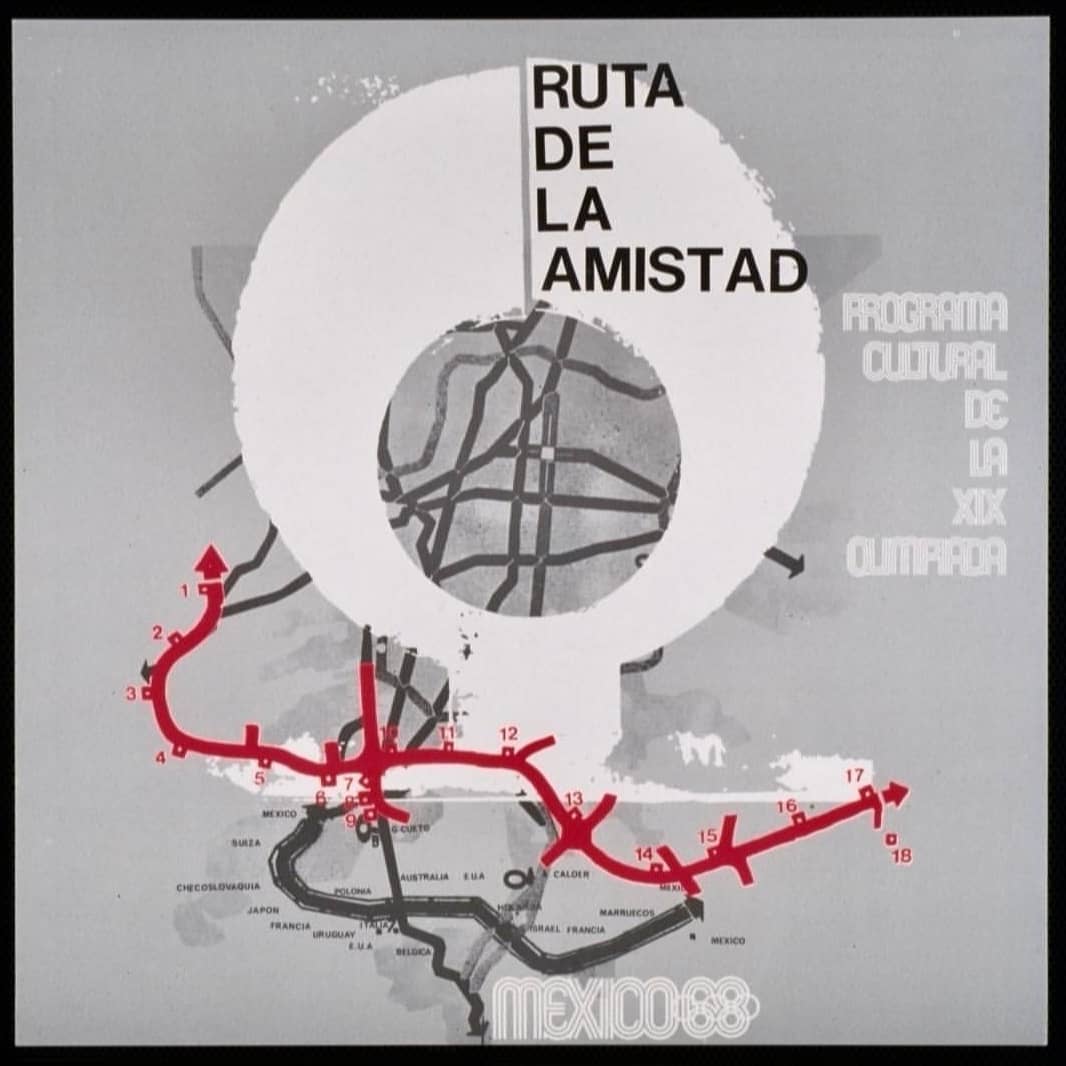 RUTA
DE
LA
AMISTAD
PROGRAMA
CULTURAL
DE
LA
XIX
OLIMPIADA
1
2
3
4
5
6
7
8
9
10
11
12
13
14
15
16
17
18
MEXICO
SUIZA
CHECOSLOVAQUIA
JAPON
FRANCIA
URUGUAY
E.U.A
POLONIA
ITALIA
BELGICA
G.CUETO
AUSTRALIA
E.U.A
A. CALDER
HOLANDA
ISRAEL
FRANCIA
MARRUECOS
MEXICO
MEXICO
MEXICO68